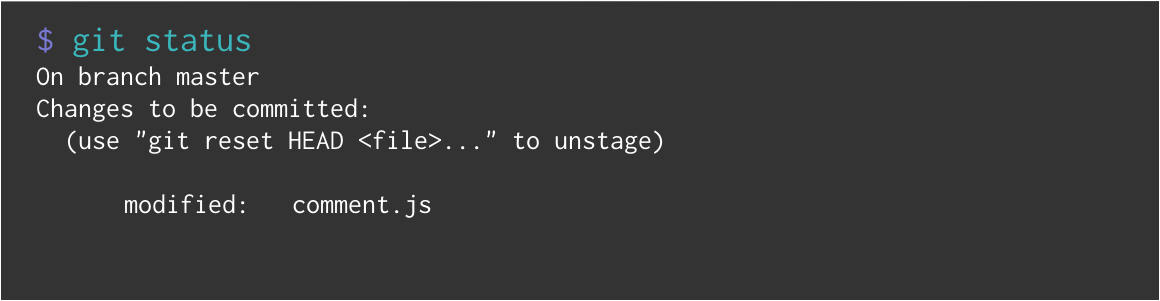 $ git status
On branch master
Changes to be committed:
  (use "git reset HEAD <file>..." to unstage)
      modified:   comment.js